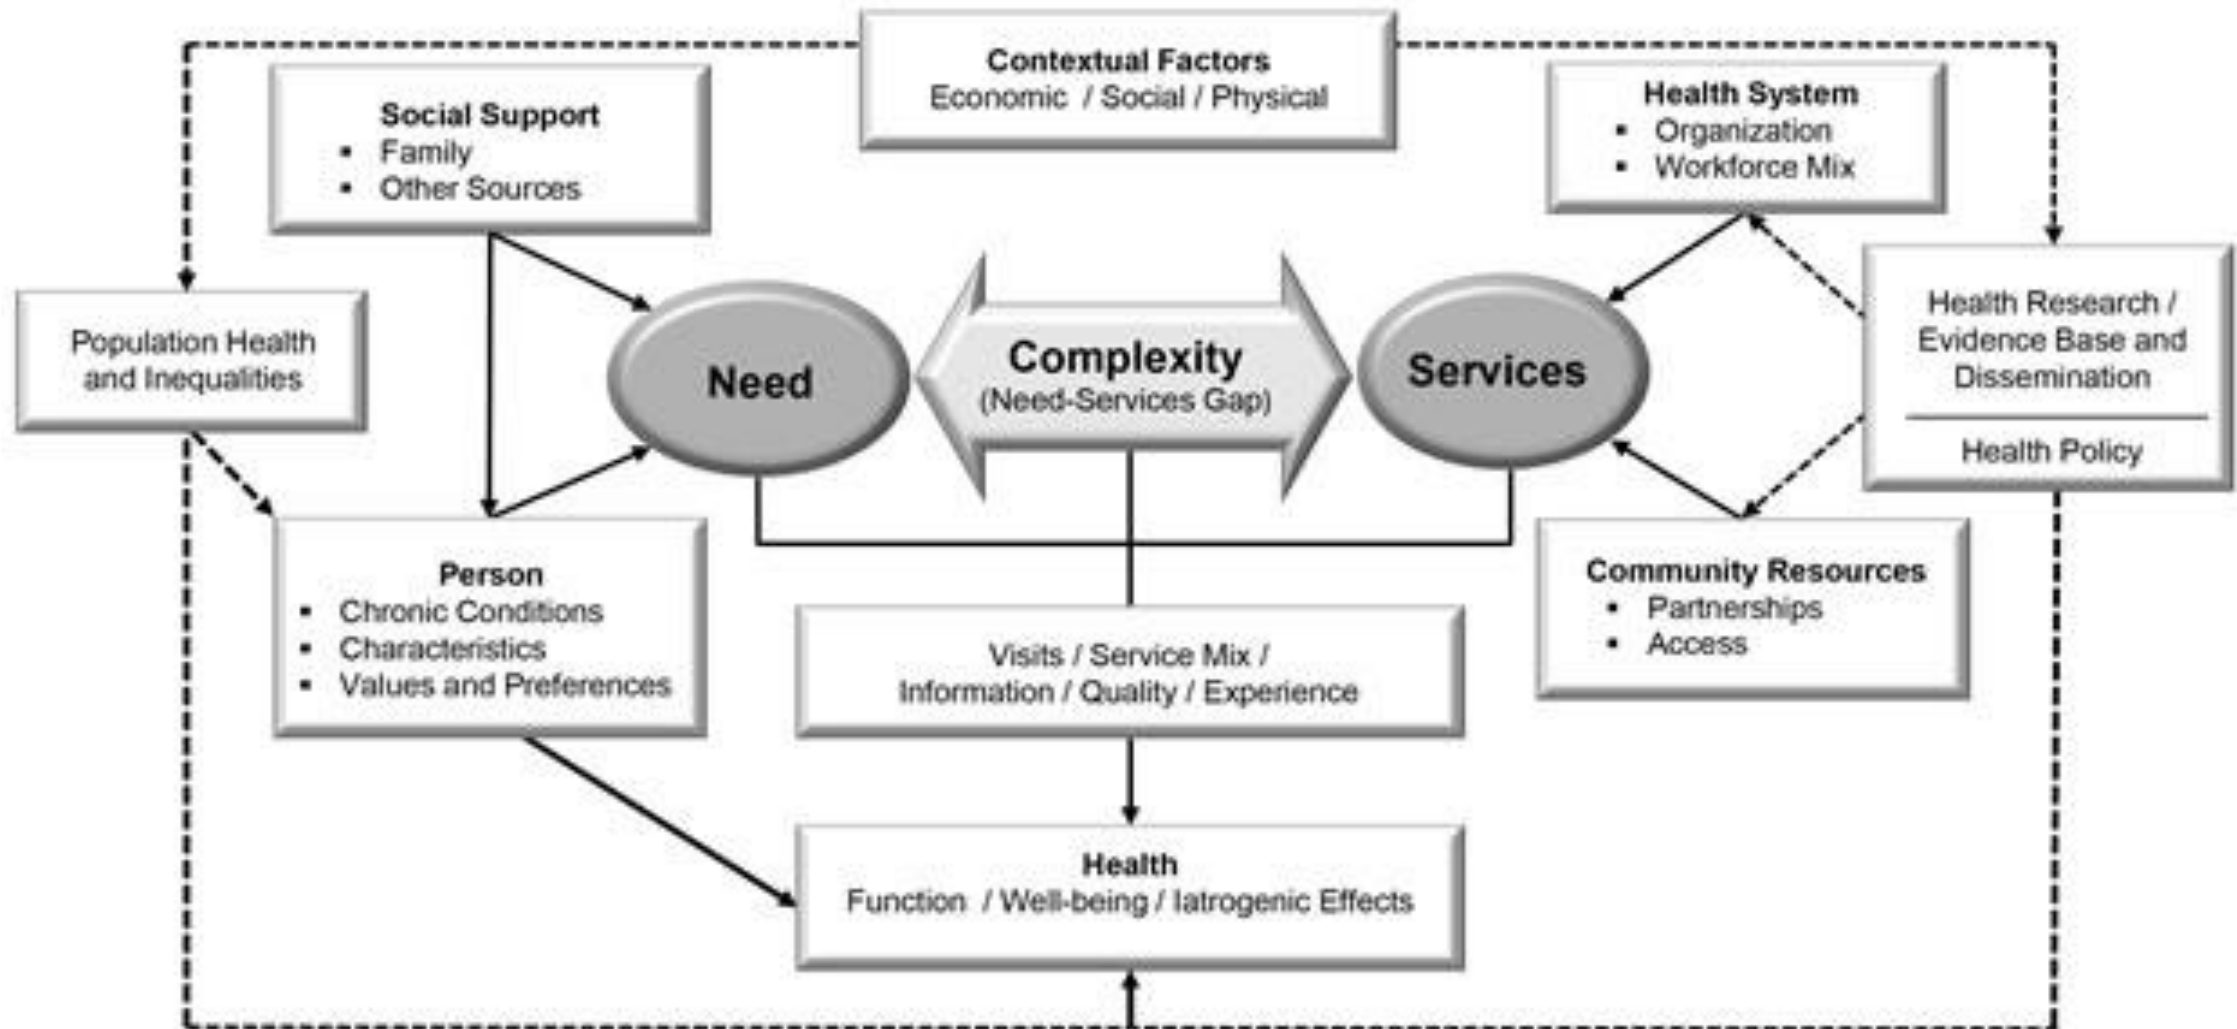 Contextual Factors
Economic / Social / Physical
Social Support
▪ Family
▪ Other Sources
Health System
▪ Organization
▪ Workforce Mix
Population Health
and Inequalities
Need
Complexity
(Need-Services Gap)
Services
Health Research /
Evidence Base and
Dissemination
Health Policy
Person
▪ Chronic Conditions
▪ Characteristics
▪ Values and Preferences
Visits / Service Mix /
Information / Quality / Experience
Community Resources
▪ Partnerships
▪ Access
Health
Function / Well-being / Iatrogenic Effects